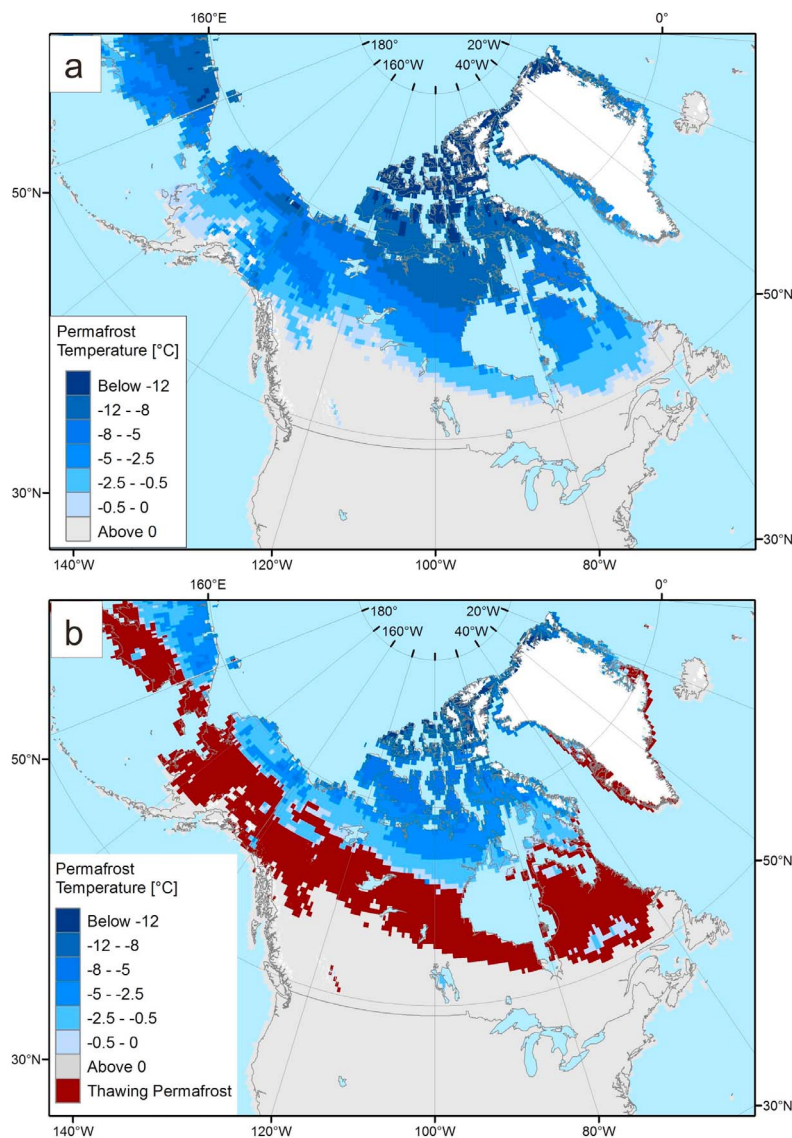 160°E
0°
a
180°
20°W
160°W
40°W
50°N
50°N
Permafrost
Temperature [°C]
Below -12
-12 - -8
-8 - -5
-5 - -2.5
-2.5 - -0.5
-0.5 - 0
Above 0
30°N
30°N
140°W
120°W
100°W
80°W
160°E
0°
b
180°
20°W
160°W
40°W
50°N
50°N
Permafrost
Temperature [°C]
Below -12
-12 - -8
-8 - -5
-5 - -2.5
-2.5 - -0.5
-0.5 - 0
Above 0
Thawing Permafrost
30°N
30°N
140°W
120°W
100°W
80°W